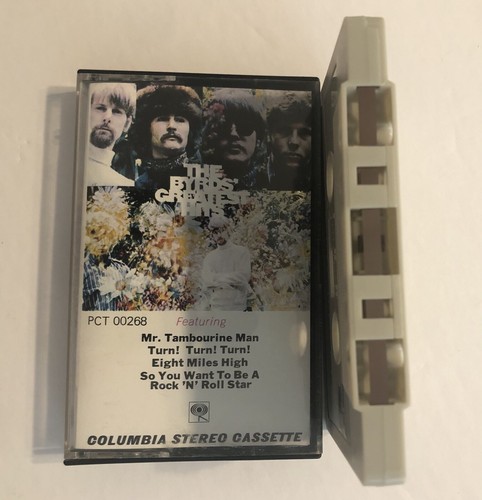 THE
BYRDS'
GREATEST
HITS
PCT 00268 Featuring
Mr. Tambourine Man
Turn! Turn! Turn!
Eight Miles High
So You Want To Be A
Rock 'N' Roll Star
COLUMBIA STEREO CASSETTE